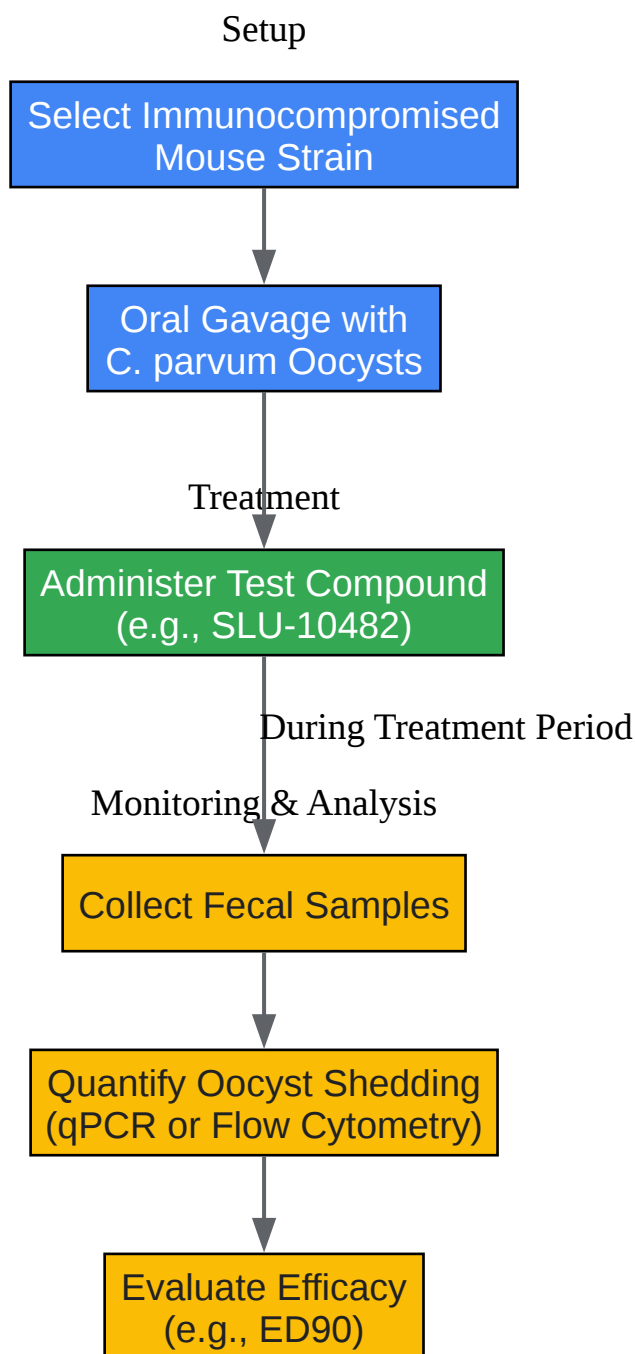 Setup
Select Immunocompromised
Mouse Strain
Oral Gavage with
C. parvum Oocysts
Treatment
Administer Test Compound
(e.g., SLU-10482)
During Treatment Period
Monitoring & Analysis
Collect Fecal Samples
Quantify Oocyst Shedding
(qPCR or Flow Cytometry)
Evaluate Efficacy
(e.g., ED90)